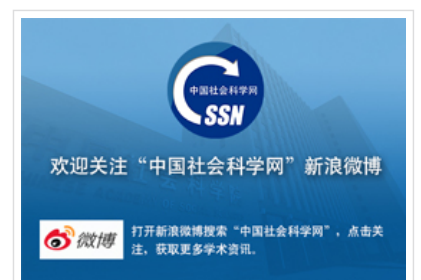 中国社会科学网
SSN
欢迎关注“中国社会科学网”新浪微博
微博
打开新浪微博搜索“中国社会科学网”，点击关
注，获取更多学术资讯.